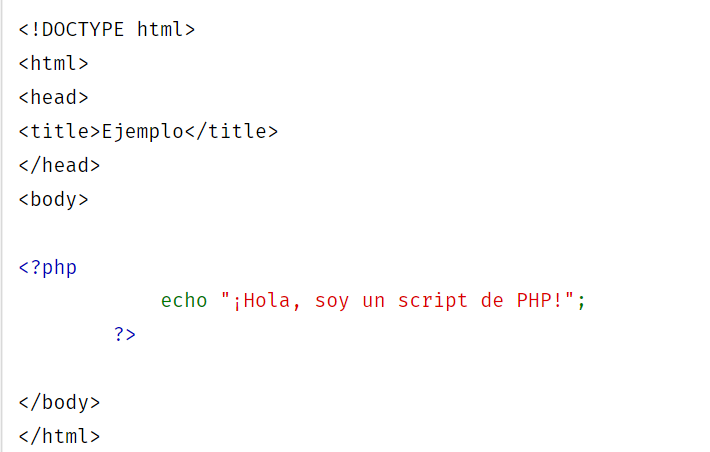 <!DOCTYPE html>
<html>
<head>
<title>Ejemplo</title>
</head>
<body>
<?php
echo "¡Hola, soy un script de PHP!";
?>
</body>
</html>